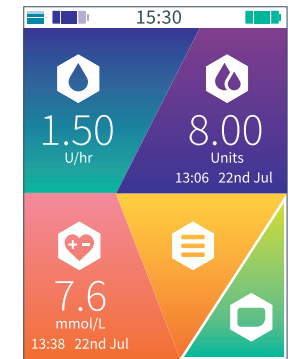 15:30
1.50
U/hr
8.00
Units
13:06 22nd Jul
7.6
mmol/L
13:38 22nd Jul